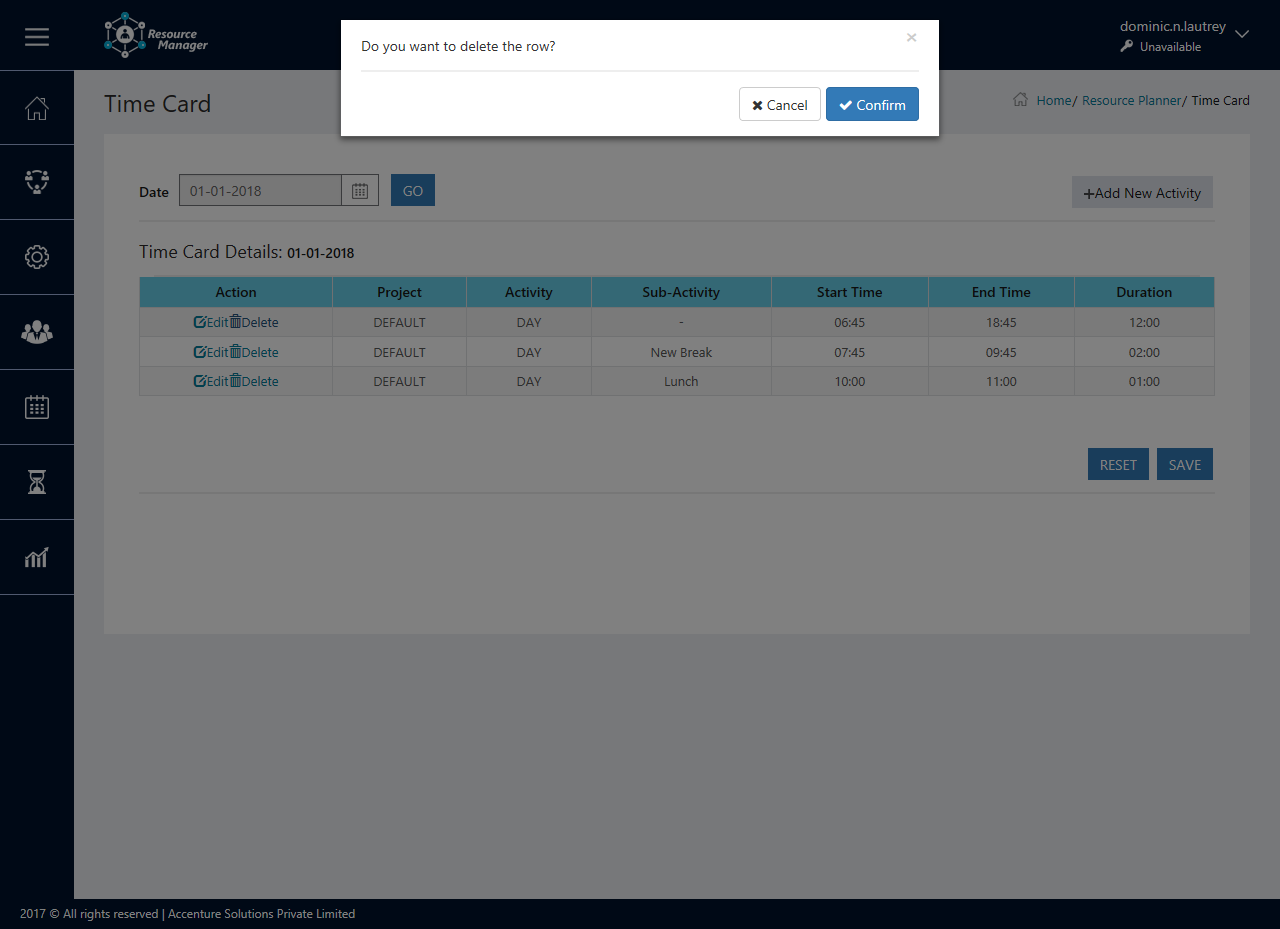 Resource
Manager
Do you want to delete the row?
×
Cancel
Confirm
dominic.n.lautrey
Unavailable
Time Card
Home/ Resource Planner/ Time Card
Date 01-01-2018 GO
+Add New Activity
Time Card Details: 01-01-2018
Action Project Activity Sub-Activity Start Time End Time Duration
Edit Delete DEFAULT DAY - 06:45 18:45 12:00
Edit Delete DEFAULT DAY New Break 07:45 09:45 02:00
Edit Delete DEFAULT DAY Lunch 10:00 11:00 01:00
RESET SAVE
2017 © All rights reserved | Accenture Solutions Private Limited